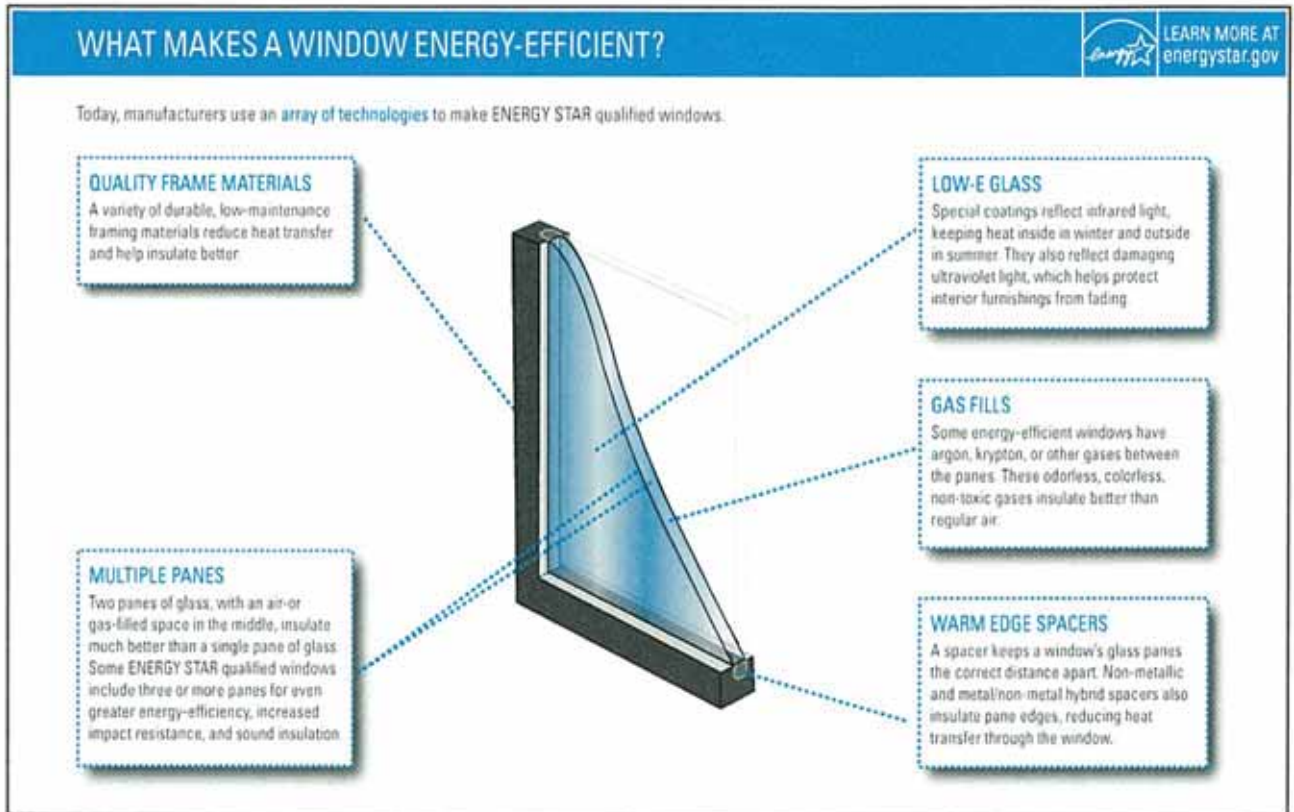 WHAT MAKES A WINDOW ENERGY-EFFICIENT?
energy
LEARN MORE AT
energystar.gov
Today, manufacturers use an array of technologies to make ENERGY STAR qualified windows.
QUALITY FRAME MATERIALS
A variety of durable, low-maintenance
framing materials reduce heat transfer
and help insulate better.
MULTIPLE PANES
Two panes of glass, with an air-or
gas-filled space in the middle, insulate
much better than a single pane of glass.
Some ENERGY STAR qualified windows
include three or more panes for even
greater energy-efficiency, increased
impact resistance, and sound insulation.
LOW-E GLASS
Special coatings reflect infrared light,
keeping heat inside in winter and outside
in summer. They also reflect damaging
ultraviolet light, which helps protect
interior furnishings from fading.
GAS FILLS
Some energy-efficient windows have
argon, krypton, or other gases between
the panes. These odorless, colorless,
non-toxic gases insulate better than
regular air.
WARM EDGE SPACERS
A spacer keeps a window's glass panes
the correct distance apart. Non-metallic
and metal/non-metal hybrid spacers also
insulate pane edges, reducing heat
transfer through the window.